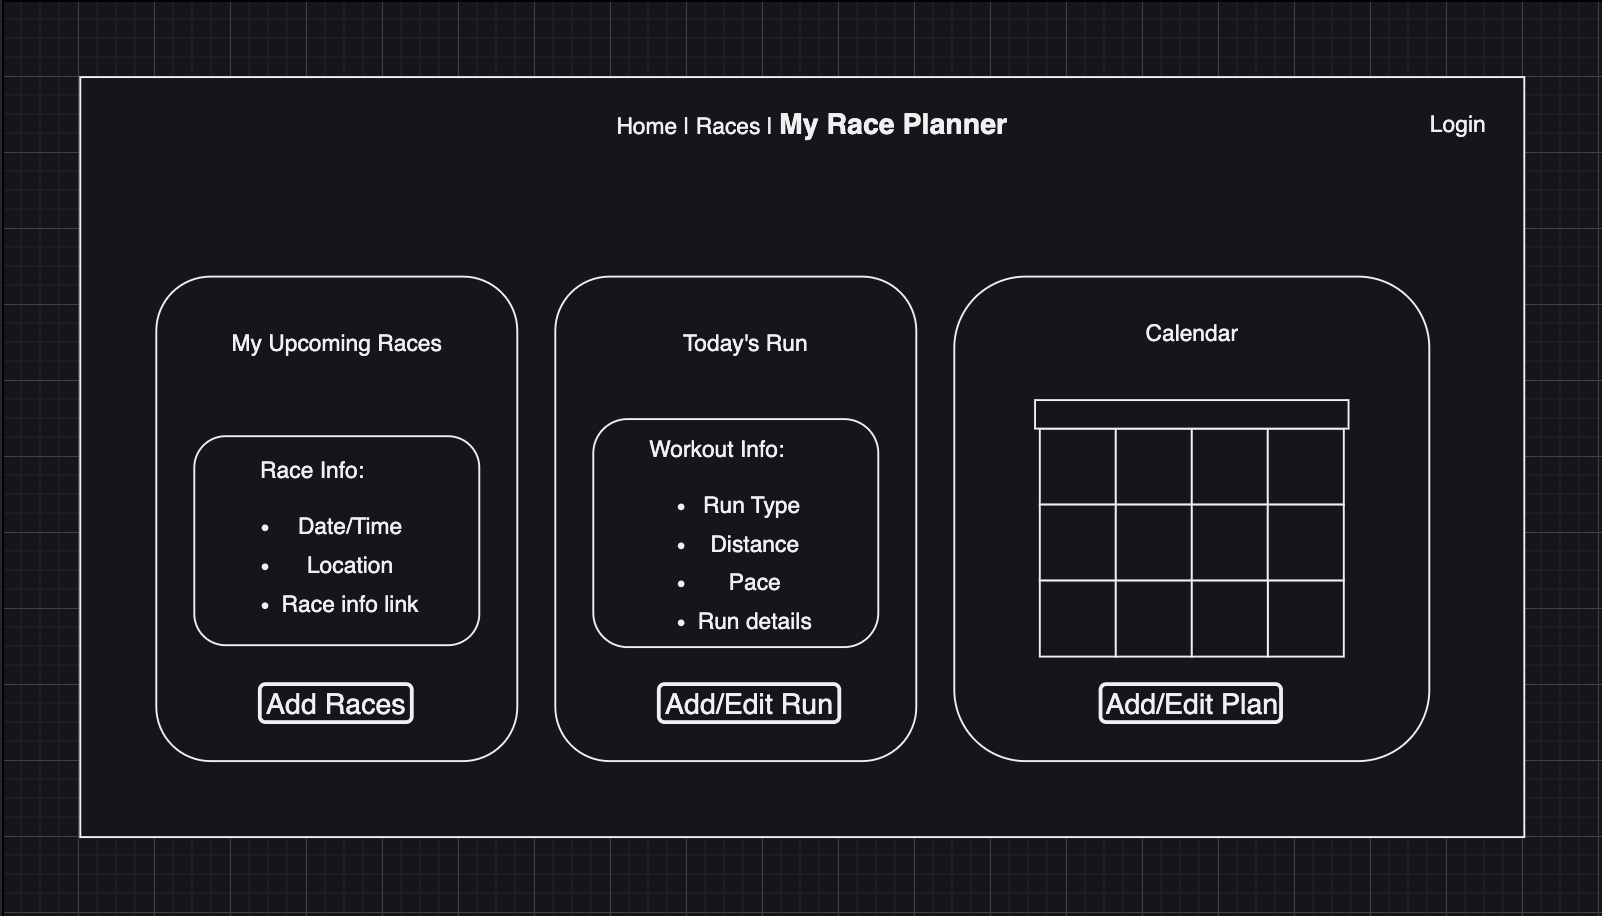 Home | Races | My Race Planner
Login
My Upcoming Races
Race Info:
• Date/Time
• Location
• Race info link
Add Races
Today's Run
Workout Info:
• Run Type
• Distance
• Pace
• Run details
Add/Edit Run
Calendar
Add/Edit Plan